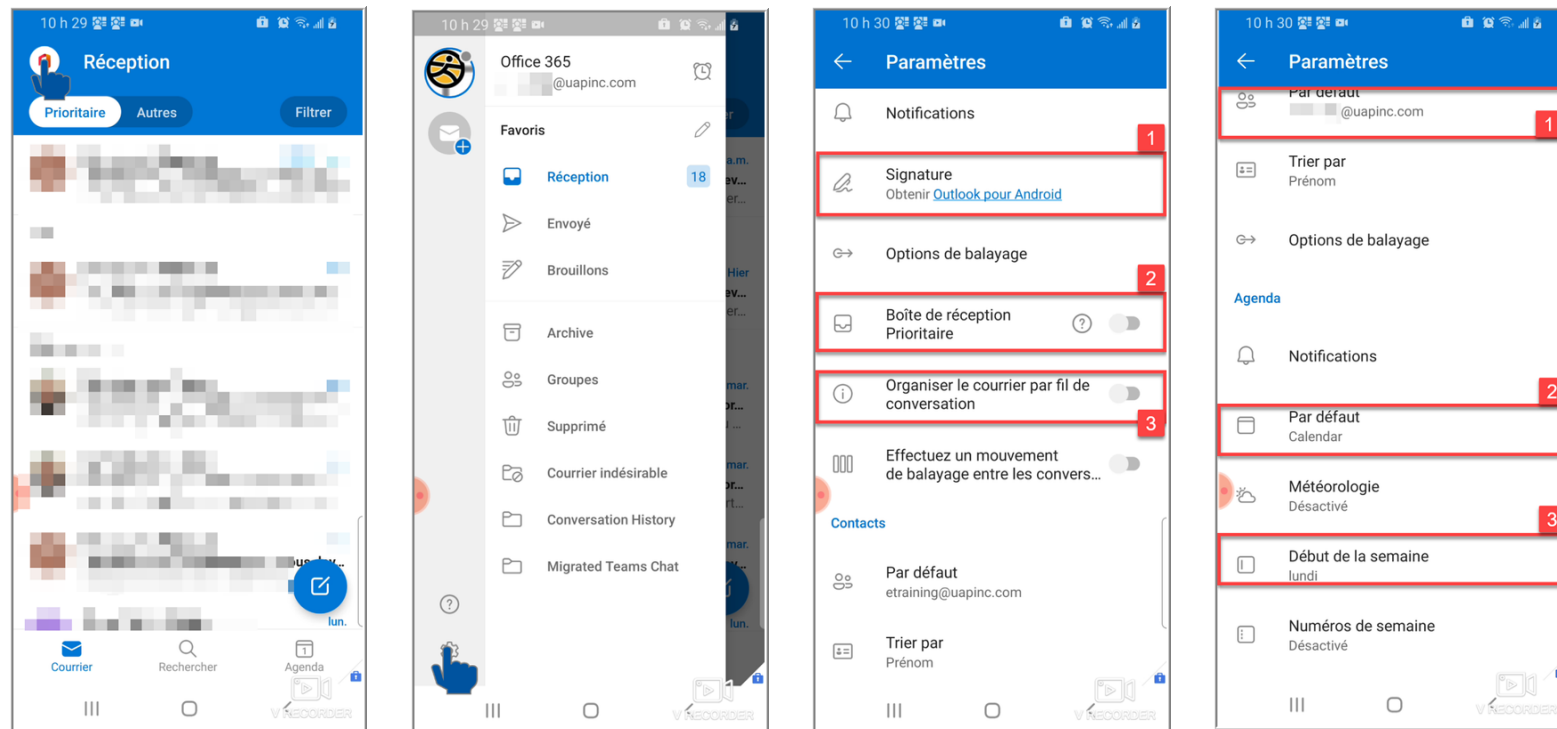 10 h 29
Réception
Prioritaire
Autres
Filtrer
lun.
Courrier
Rechercher
1
Agenda
V RECORDER
10 h 29
Office 365
@uapinc.com
Favoris
Réception
18
Envoyé
Brouillons
Archive
Groupes
Supprimé
Courrier indésirable
Conversation History
Migrated Teams Chat
a.m.
Hier
mar.
mar.
mar.
lun.
V RECORDER
10 h 30
Paramètres
Notifications
1
Signature
Obtenir Outlook pour Android
Options de balayage
2
Boîte de réception
Prioritaire
Organiser le courrier par fil de
conversation
3
Effectuez un mouvement
de balayage entre les convers...
Contacts
Par défaut
etraining@uapinc.com
Trier par
Prénom
V RECORDER
10 h 30
Paramètres
Par défaut
@uapinc.com
1
Trier par
Prénom
Options de balayage
Agenda
Notifications
2
Par défaut
Calendar
Météorologie
Désactivé
3
Début de la semaine
lundi
Numéros de semaine
Désactivé
V RECORDER